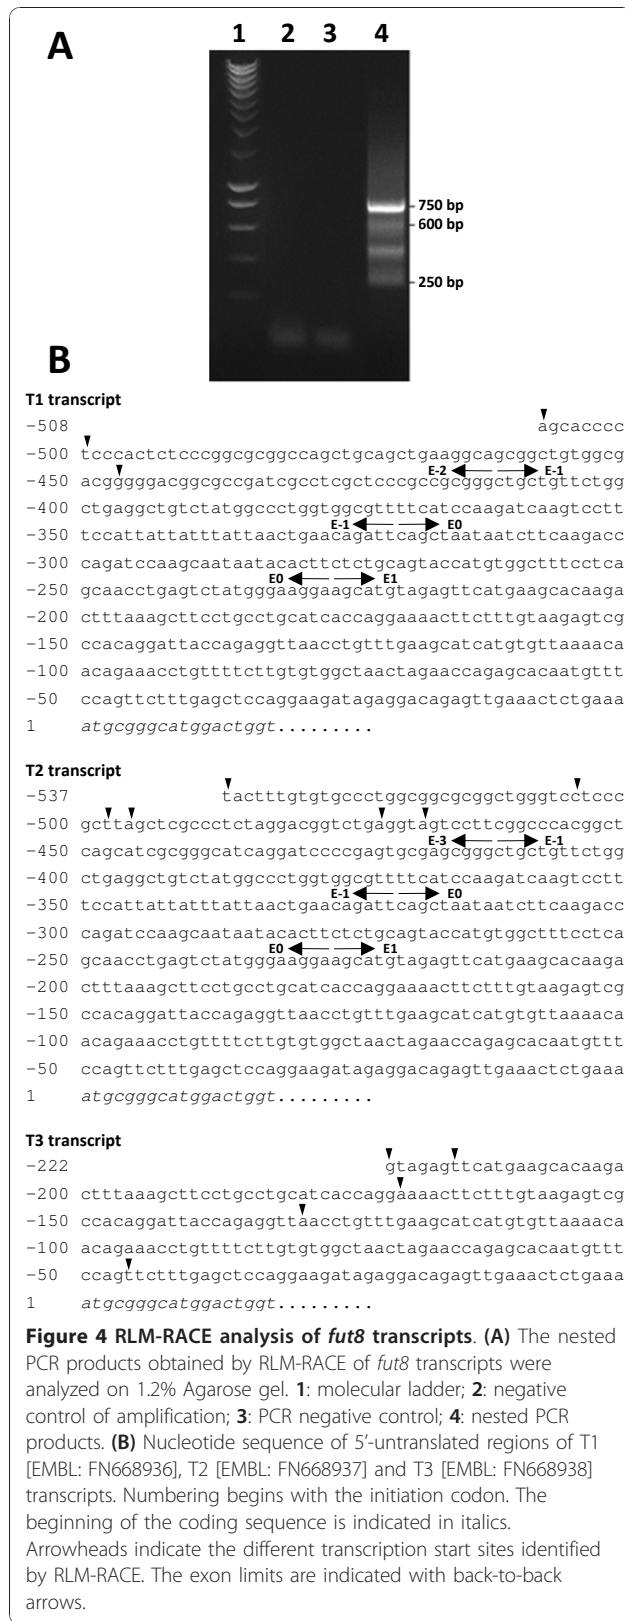 A
1 2 3 4
750 bp
600 bp
250 bp
B
T1 transcript
-508 agcacccc
-500 tcccactctcccggcgcggccagctgcagctgaaggcagcggctgtggcg
E-2 E-1
-450 acgggggacggcgccgatcgcctcgctcccgccgcgggctgctgttctgg
-400 ctgaggctgtctatggccctggtggcgttttcatccaagatcaagtcctt
E-1 E0
-350 tccattattatttattaactgaacagattcagctaataatcttcaagacc
-300 cagatccaagcaataatacacttctctgcagtaccatgtggctttcctca
E0 E1
-250 gcaacctgagtctatgggaaggaagcatgtagagttcatgaagcacaaga
-200 ctttaaagcttcctgcctgcatcaccaggaaaacttctttgtaagagtcg
-150 ccacaggattaccagaggttaacctgtttgaagcatcatgtgttaaaaca
-100 acagaaacctgttttcttgtgtggctaactagaaccagagcacaatgttt
-50 ccagttctttgagctccaggaagatagaggacagagttgaaactctgaaa
1 atgcgggcatggactggt.........
T2 transcript
-537 tactttgtgtgccctggcggcgcggctgggtcctccc
-500 gcttagctcgccctctaggacggtctgaggtagtccttcggcccacggct
E-3 E-1
-450 cagcatcgcgggcatcaggatccccgagtgcgagcgggctgctgttctgg
-400 ctgaggctgtctatggccctggtggcgttttcatccaagatcaagtcctt
E-1 E0
-350 tccattattatttattaactgaacagattcagctaataatcttcaagacc
-300 cagatccaagcaataatacacttctctgcagtaccatgtggctttcctca
E0 E1
-250 gcaacctgagtctatgggaaggaagcatgtagagttcatgaagcacaaga
-200 ctttaaagcttcctgcctgcatcaccaggaaaacttctttgtaagagtcg
-150 ccacaggattaccagaggttaacctgtttgaagcatcatgtgttaaaaca
-100 acagaaacctgttttcttgtgtggctaactagaaccagagcacaatgttt
-50 ccagttctttgagctccaggaagatagaggacagagttgaaactctgaaa
1 atgcgggcatggactggt.........
T3 transcript
-222 gtagagttcatgaagcacaaga
-200 ctttaaagcttcctgcctgcatcaccaggaaaacttctttgtaagagtcg
-150 ccacaggattaccagaggttaacctgtttgaagcatcatgtgttaaaaca
-100 acagaaacctgttttcttgtgtggctaactagaaccagagcacaatgttt
-50 ccagttctttgagctccaggaagatagaggacagagttgaaactctgaaa
1 atgcgggcatggactggt.........
Figure 4 RLM-RACE analysis of fut8 transcripts. (A) The nested
PCR products obtained by RLM-RACE of fut8 transcripts were
analyzed on 1.2% Agarose gel. 1: molecular ladder; 2: negative
control of amplification; 3: PCR negative control; 4: nested PCR
products. (B) Nucleotide sequence of 5'-untranslated regions of T1
[EMBL: FN668936], T2 [EMBL: FN668937] and T3 [EMBL: FN668938]
transcripts. Numbering begins with the initiation codon. The
beginning of the coding sequence is indicated in italics.
Arrowheads indicate the different transcription start sites identified
by RLM-RACE. The exon limits are indicated with back-to-back
arrows.